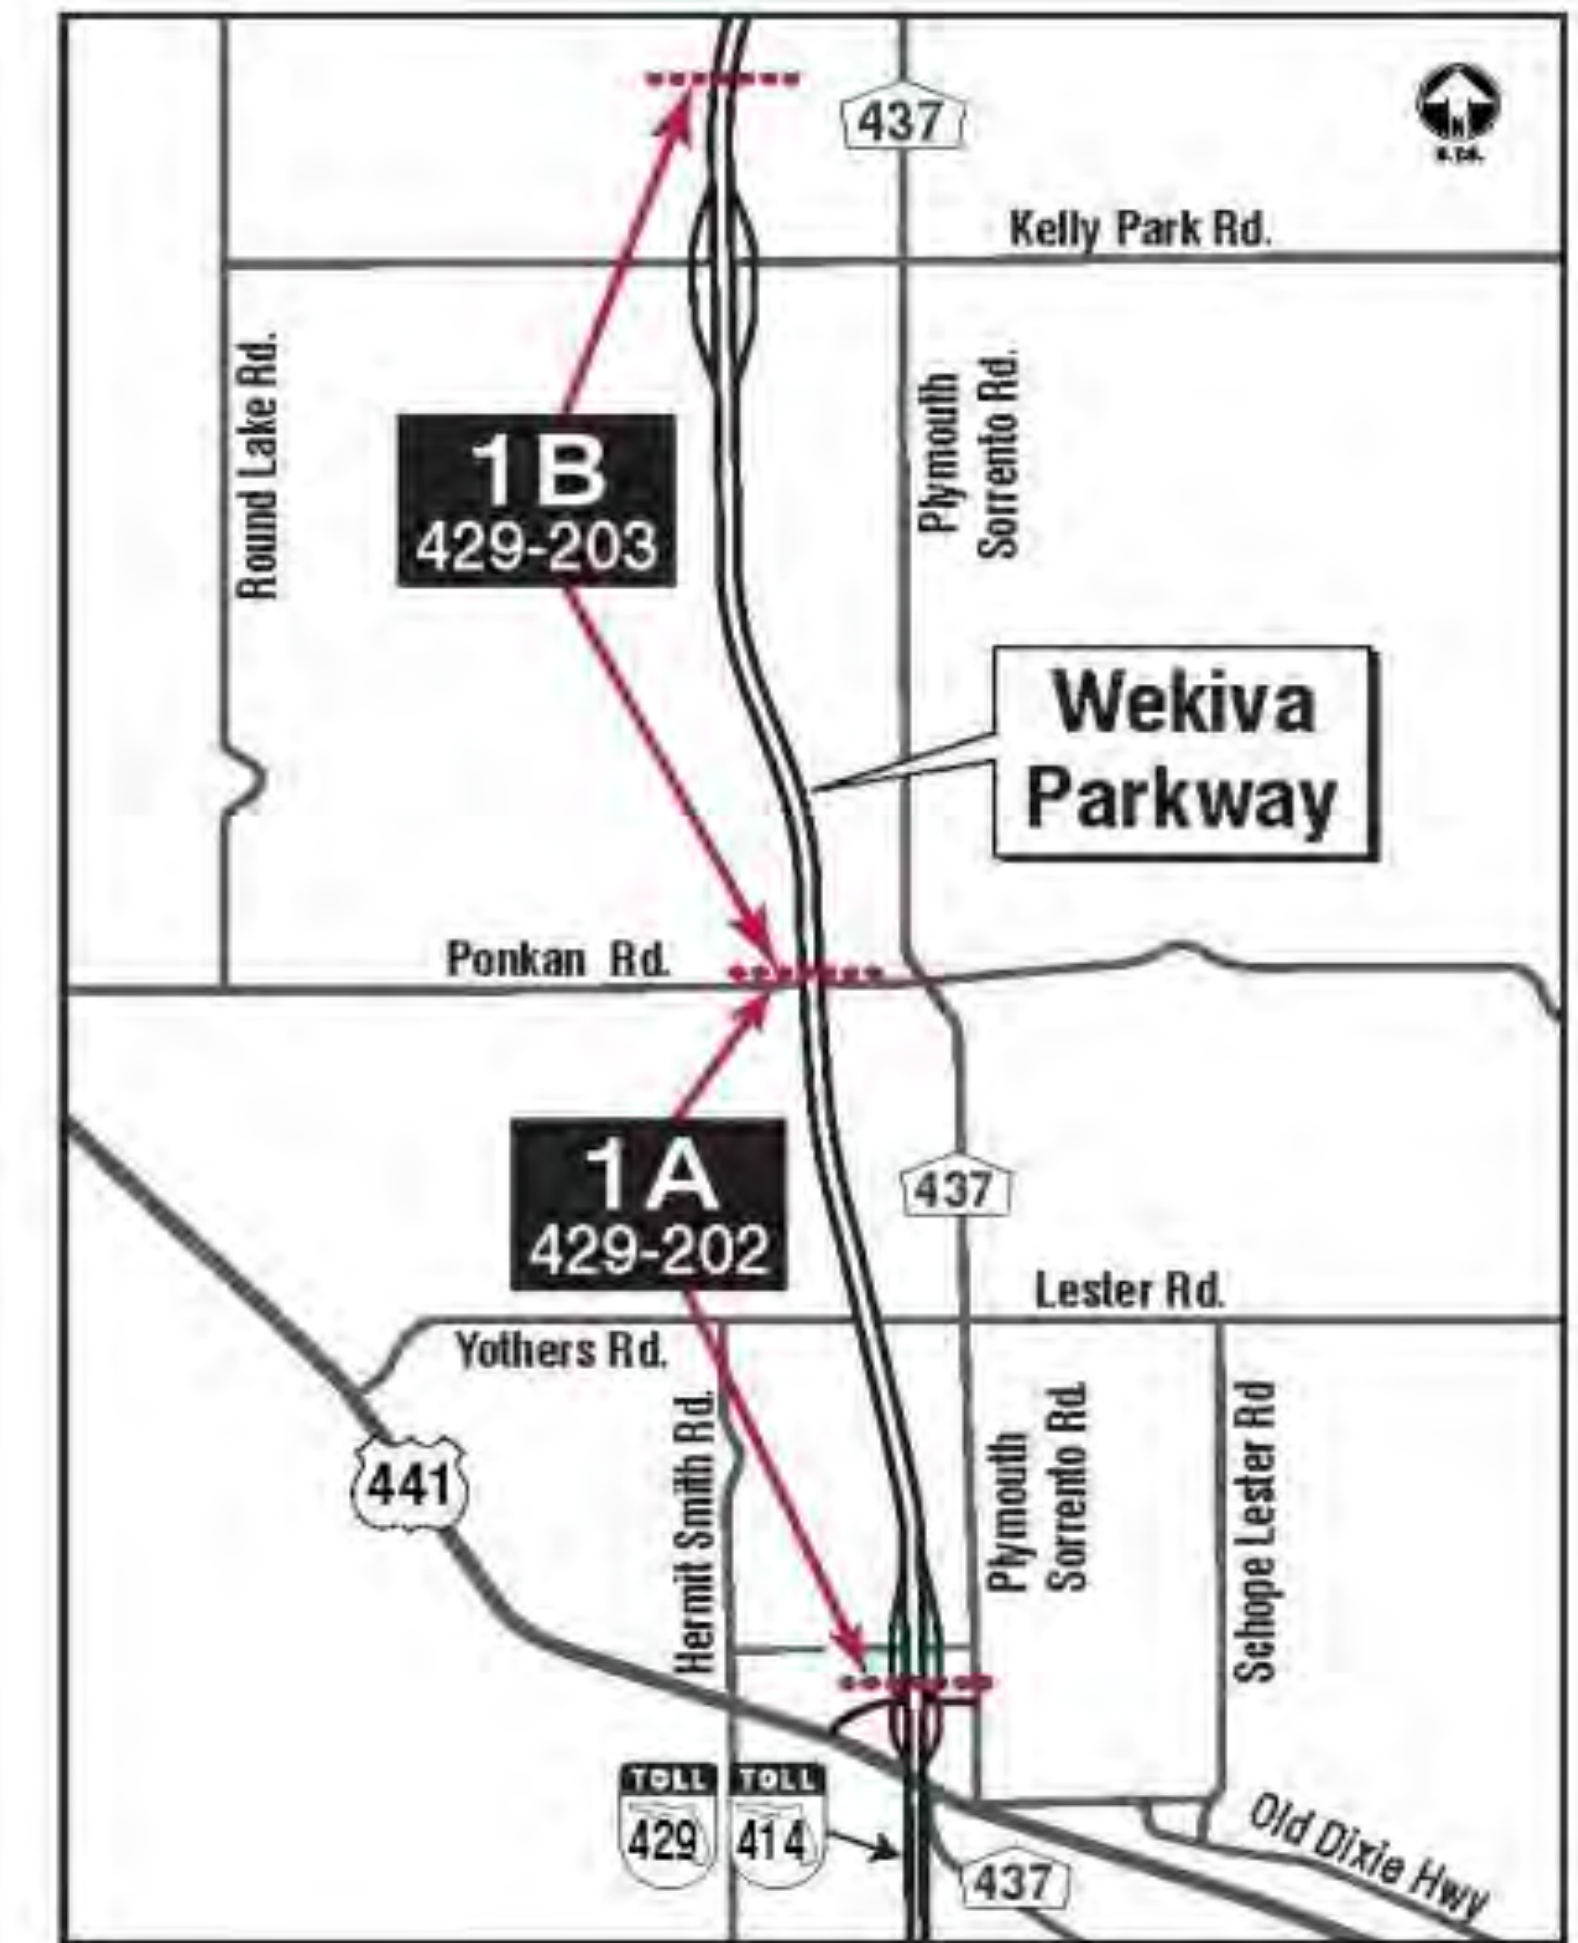 437
N
N.T.S.
Kelly Park Rd.
Round Lake Rd.
1B
429-203
Plymouth
Sorrento Rd.
Wekiva
Parkway
Ponkan Rd.
1A
429-202
437
Lester Rd.
Yothers Rd.
441
Hermit Smith Rd.
Plymouth
Sorrento Rd.
Schope Lester Rd
TOLL
429
TOLL
414
437
Old Dixie Hwy